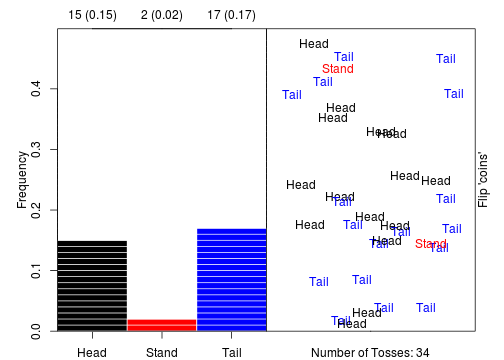 15 (0.15) 2 (0.02) 17 (0.17)
Head
Tail
Tail
Stand
Tail
Tail
Tail
Head
Head
Head
Head
Head
Head
Head
Head
Tail
Tail
Head
Head
Tail
Head
Tail
Tail
Head
Tail
Stand
Tail
Tail
Tail
Tail
Tail
Head
Tail
Head
Frequency
0.0
0.1
0.2
0.3
0.4
Flip 'coins'
Head Stand Tail
Number of Tosses: 34